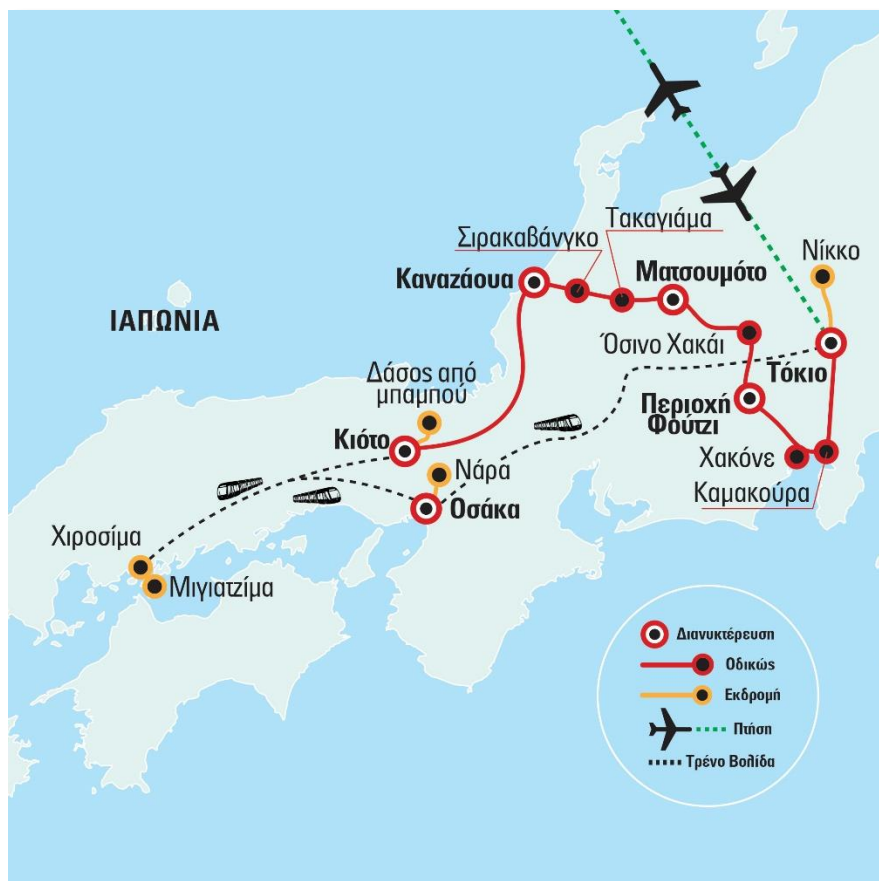 Τακαγιάμα
Σιρακαβάνγκο
Νίκκο
Καναζάουα
Ματσουμότο
ΙΑΠΩΝΙΑ
Όσινο Χακάι
Τόκιο
Δάσος από
μπαμπού
Περιοχή
Φούτζι
Κιότο
Νάρα
Χακόνε
Καμακούρα
Οσάκα
Χιροσίμα
Μιγιατζίμα
Διανυκτέρευση
Οδικώς
Εκδρομή
Πτήση
Τρένο Βολίδα